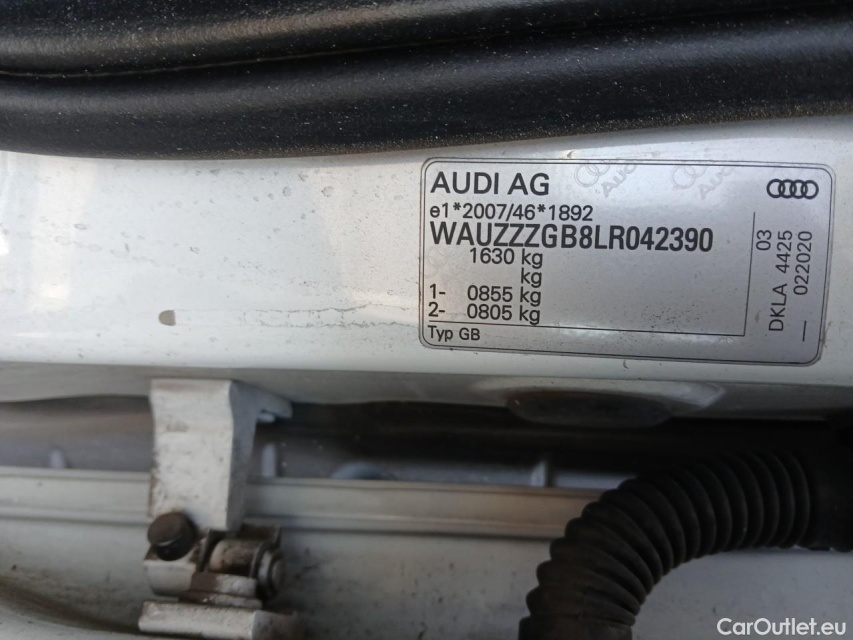 AUDI AG
e1*2007/46*1892
WAUZZZGB8LR042390
1630 kg
kg
1- 0855 kg
2- 0805 kg
Typ GB
03
DKLA 4425
— 022020
CarOutlet.eu